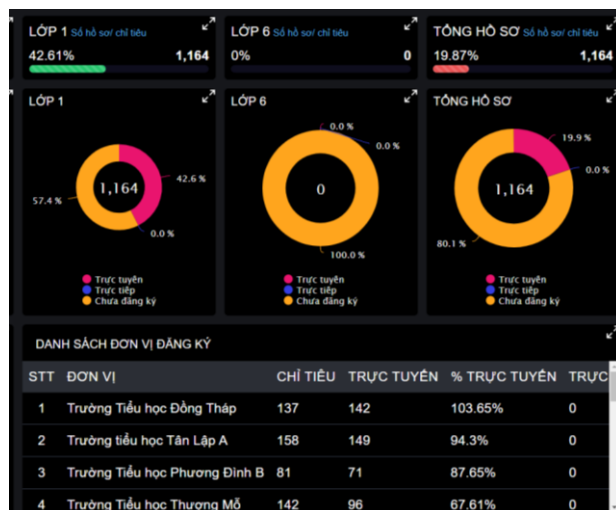 LỚP 1 Số hồ sơ/ chỉ tiêu
42.61% 1,164
LỚP 6 Số hồ sơ/ chỉ tiêu
0% 0
TỔNG HỒ SƠ Số hồ sơ/ chỉ tiêu
19.87% 1,164
LỚP 1
57.4 %
1,164
42.6 %
0.0 %
Trực tuyến
Trực tiếp
Chưa đăng ký
LỚP 6
0.0 %
0.0 %
0
100.0 %
Trực tuyến
Trực tiếp
Chưa đăng ký
TỔNG HỒ SƠ
19.9 %
0.0 %
1,164
80.1 %
Trực tuyến
Trực tiếp
Chưa đăng ký
DANH SÁCH ĐƠN VỊ ĐĂNG KÝ
STT ĐƠN VỊ CHỈ TIÊU TRỰC TUYẾN % TRỰC TUYẾN TRỰC
1 Trường Tiểu học Đồng Tháp 137 142 103.65% 0
2 Trường tiểu học Tân Lập A 158 149 94.3% 0
3 Trường Tiểu học Phương Đình B 81 71 87.65% 0
4 Trường Tiểu học Thượng Mỗ 142 96 67.61% 0